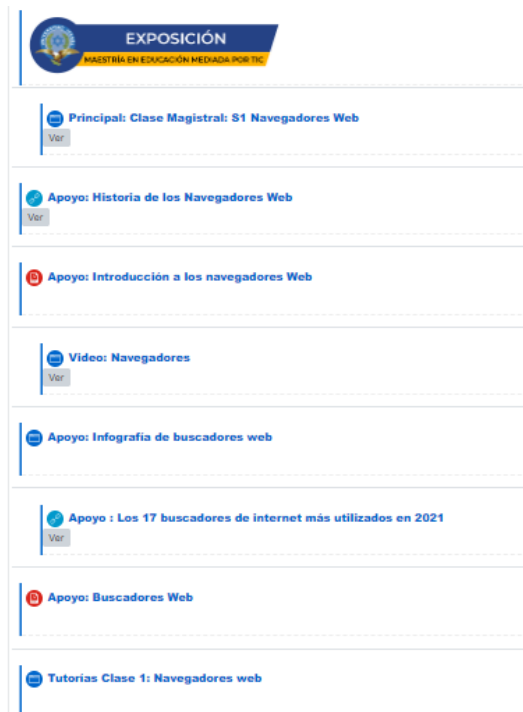 EXPOSICIÓN
MAESTRÍA EN EDUCACIÓN MEDIADA POR TIC
Principal: Clase Magistral: S1 Navegadores Web
Ver
Apoyo: Historia de los Navegadores Web
Ver
Apoyo: Introducción a los navegadores Web
Video: Navegadores
Ver
Apoyo: Infografía de buscadores web
Apoyo : Los 17 buscadores de internet más utilizados en 2021
Ver
Apoyo: Buscadores Web
Tutorías Clase 1: Navegadores web